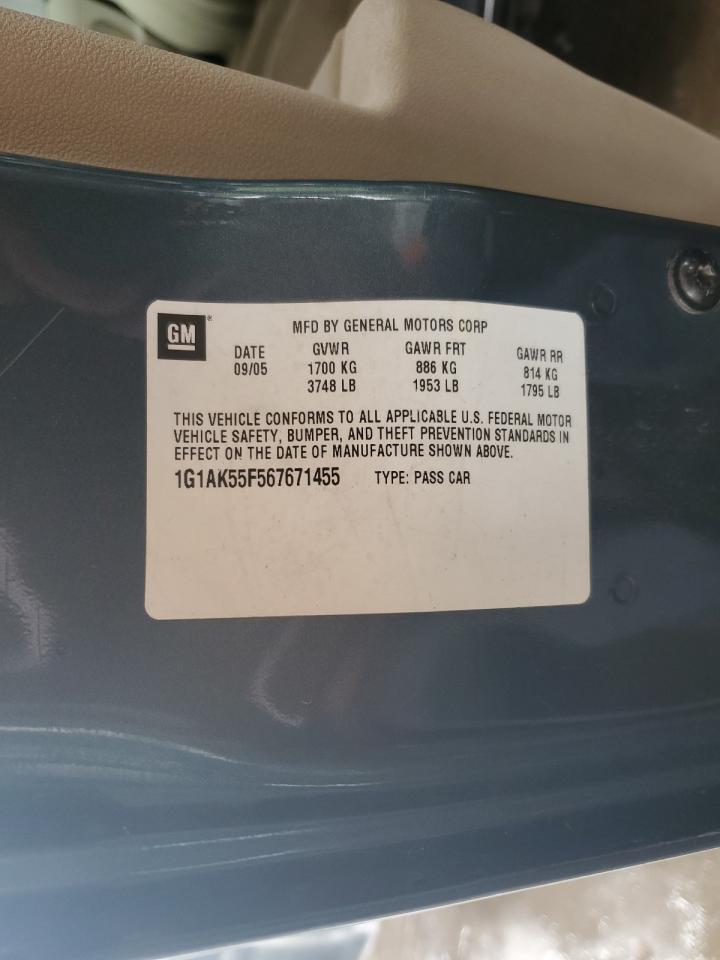 GM®
MFD BY GENERAL MOTORS CORP
DATE GVWR GAWR FRT GAWR RR
09/05 1700 KG 886 KG 814 KG
3748 LB 1953 LB 1795 LB
THIS VEHICLE CONFORMS TO ALL APPLICABLE U.S. FEDERAL MOTOR
VEHICLE SAFETY, BUMPER, AND THEFT PREVENTION STANDARDS IN
EFFECT ON THE DATE OF MANUFACTURE SHOWN ABOVE.
1G1AK55F567671455 TYPE: PASS CAR